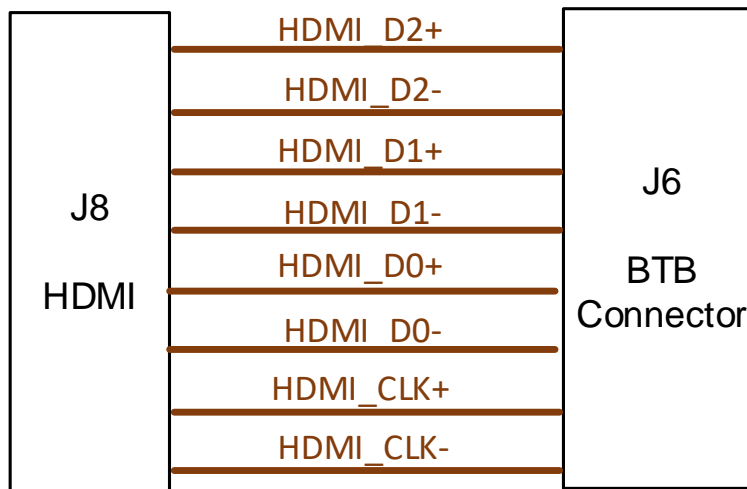 HDMI_D2+
HDMI_D2-
HDMI_D1+
HDMI_D1-
HDMI_D0+
HDMI_D0-
HDMI_CLK+
HDMI_CLK-
J8
HDMI
J6
BTB
Connector